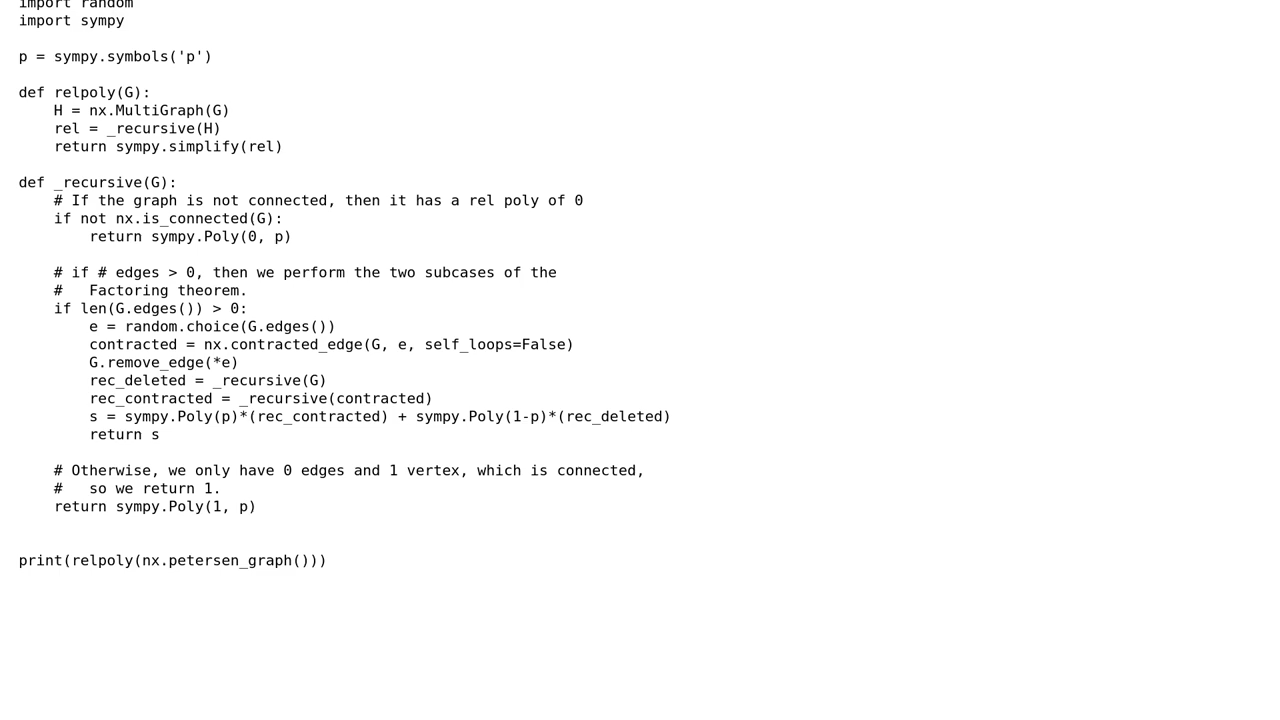 import random
import sympy

p = sympy.symbols('p')

def relpoly(G):
    H = nx.MultiGraph(G)
    rel = _recursive(H)
    return sympy.simplify(rel)

def _recursive(G):
    # If the graph is not connected, then it has a rel poly of 0
    if not nx.is_connected(G):
        return sympy.Poly(0, p)

    # if # edges > 0, then we perform the two subcases of the
    #   Factoring theorem.
    if len(G.edges()) > 0:
        e = random.choice(G.edges())
        contracted = nx.contracted_edge(G, e, self_loops=False)
        G.remove_edge(*e)
        rec_deleted = _recursive(G)
        rec_contracted = _recursive(contracted)
        s = sympy.Poly(p)*(rec_contracted) + sympy.Poly(1-p)*(rec_deleted)
        return s

    # Otherwise, we only have 0 edges and 1 vertex, which is connected,
    #   so we return 1.
    return sympy.Poly(1, p)


print(relpoly(nx.petersen_graph()))